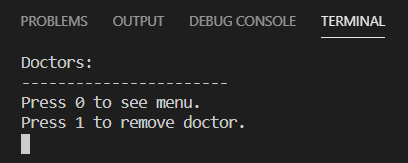 PROBLEMS OUTPUT DEBUG CONSOLE TERMINAL
Doctors:
-----------------------
Press 0 to see menu.
Press 1 to remove doctor.